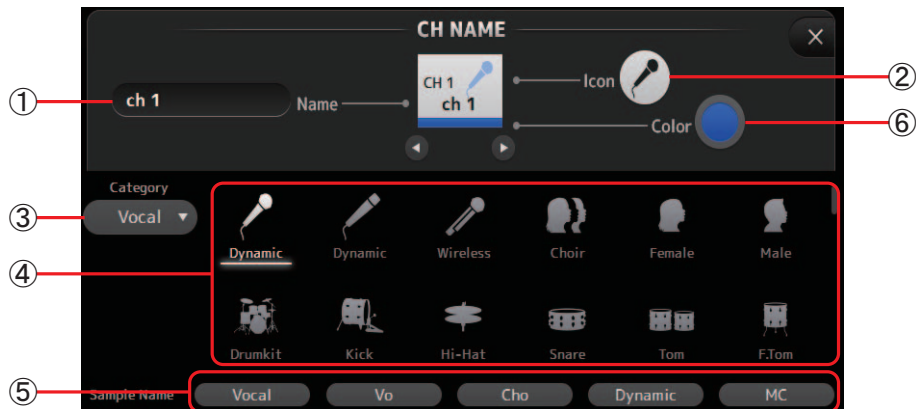 CH NAME
①
ch 1
Name
CH 1
ch 1
Icon
②
Color
⑥
Category
③
Vocal
④
Dynamic Dynamic Wireless Choir Female Male
Drumkit Kick Hi-Hat Snare Tom F.Tom
⑤
Sample Name Vocal Vo Cho Dynamic MC